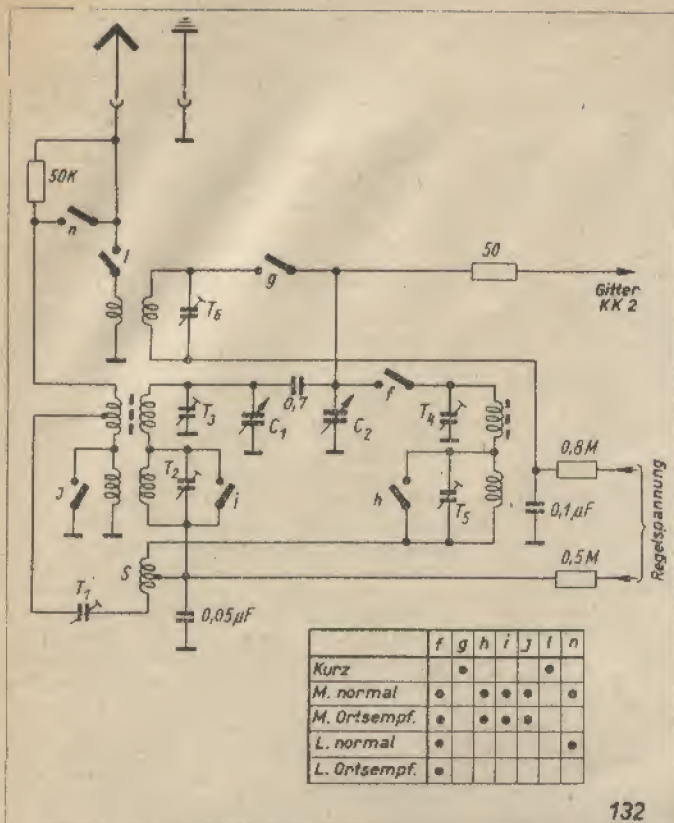 50K
n
l
g
50
Gitter
KK 2
T6
T3
C1
0,7
C2
f
T4
J
T2
i
h
T5
0,8M
0,1µF
Regelspannung
T1
S
0,05µF
0,5M
f g h i J l n
Kurz • •
M. normal • • • • •
M. Ortsempf. • • • •
L. normal • •
L. Ortsempf. •
132